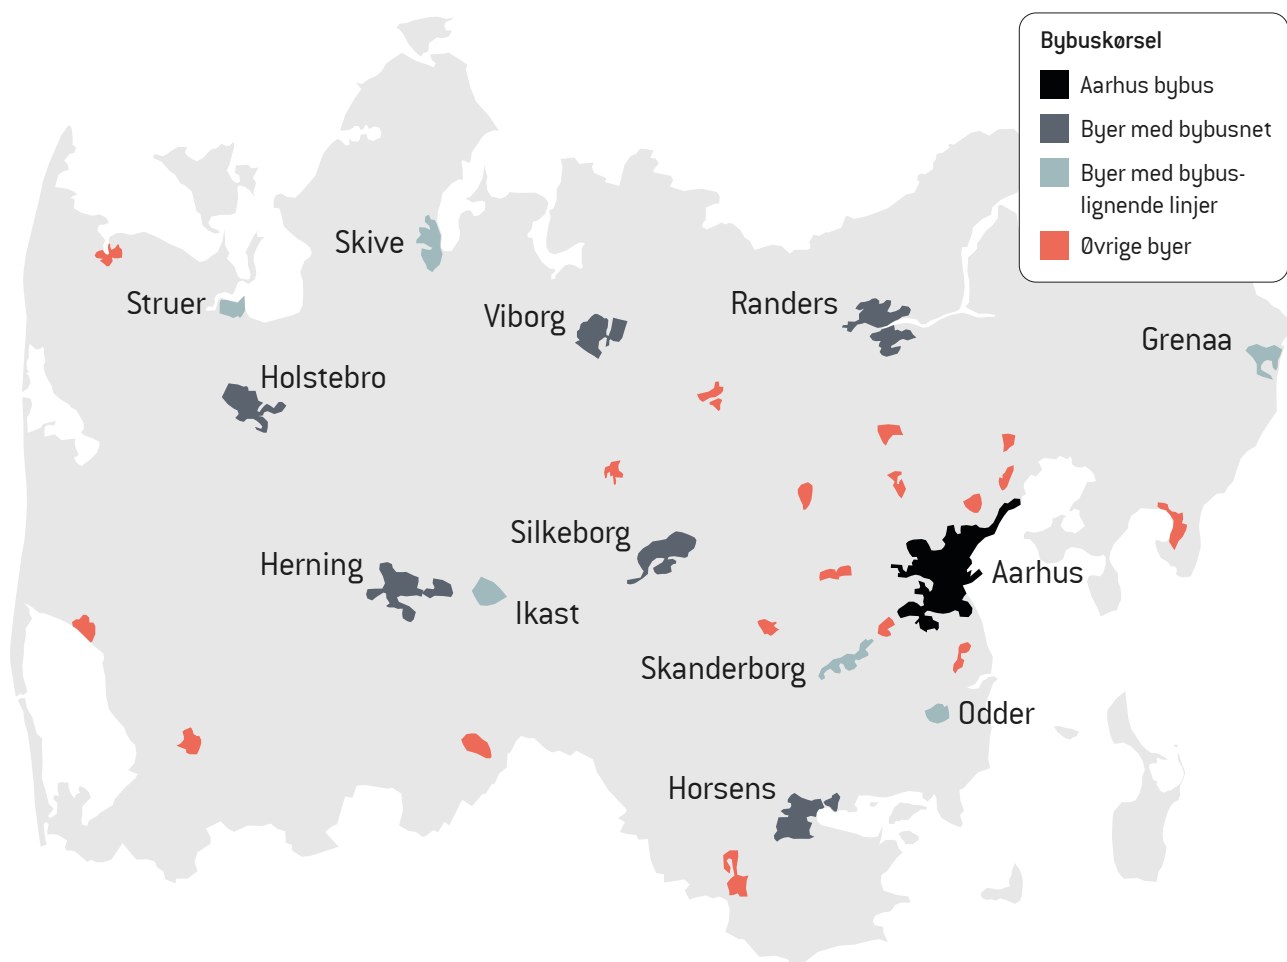 Bybuskørsel
Aarhus bybus
Byer med bybusnet
Byer med bybus-
lignende linjer
Øvrige byer
Skive
Struer
Viborg
Randers
Grenaa
Holstebro
Silkeborg
Herning
Aarhus
Ikast
Skanderborg
Odder
Horsens